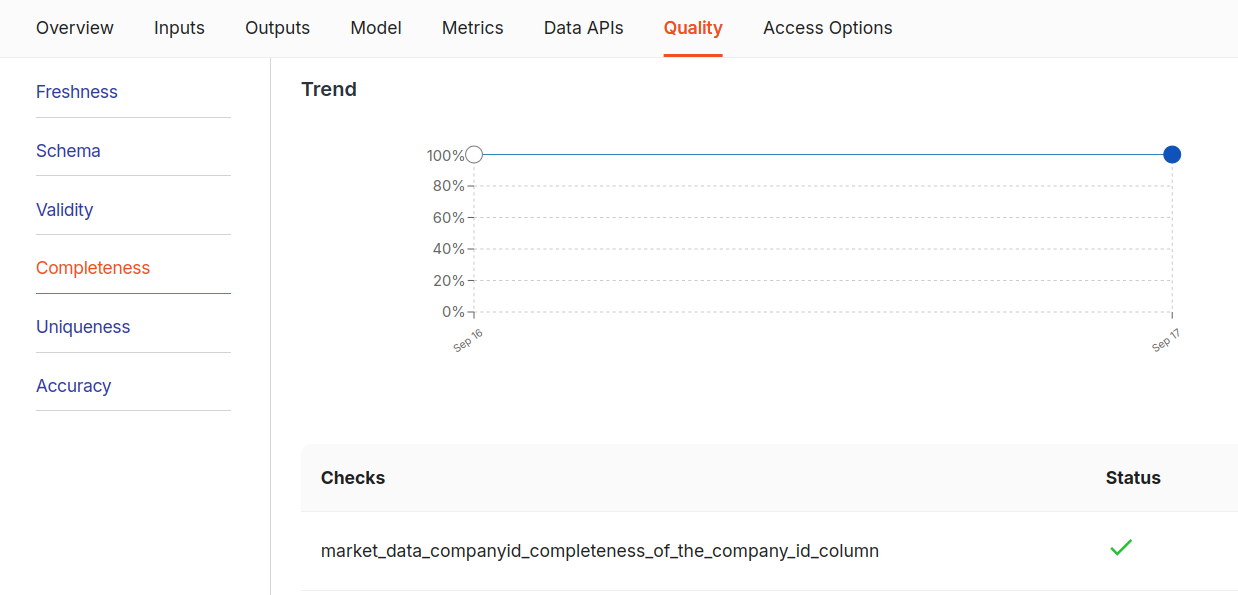 Overview Inputs Outputs Model Metrics Data APIs Quality Access Options
Freshness
Schema
Validity
Completeness
Uniqueness
Accuracy
Trend
100%
80%
60%
40%
20%
0%
Sep 16 Sep 17
Checks Status
market_data_companyid_completeness_of_the_company_id_column